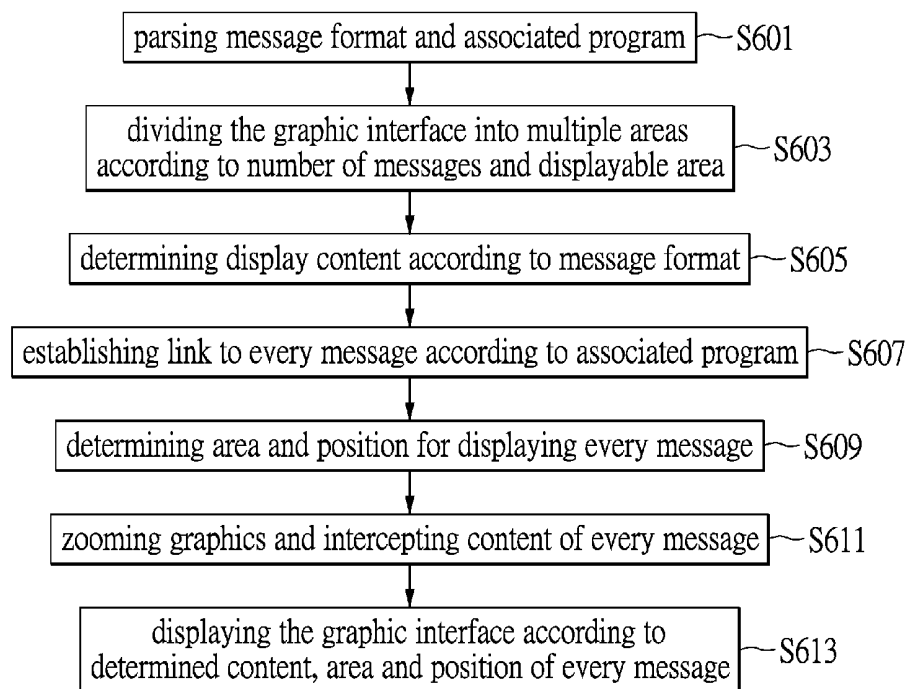 parsing message format and associated program
S601
dividing the graphic interface into multiple areas
according to number of messages and displayable area
S603
determining display content according to message format
S605
establishing link to every message according to associated program
S607
determining area and position for displaying every message
S609
zooming graphics and intercepting content of every message
S611
displaying the graphic interface according to
determined content, area and position of every message
S613